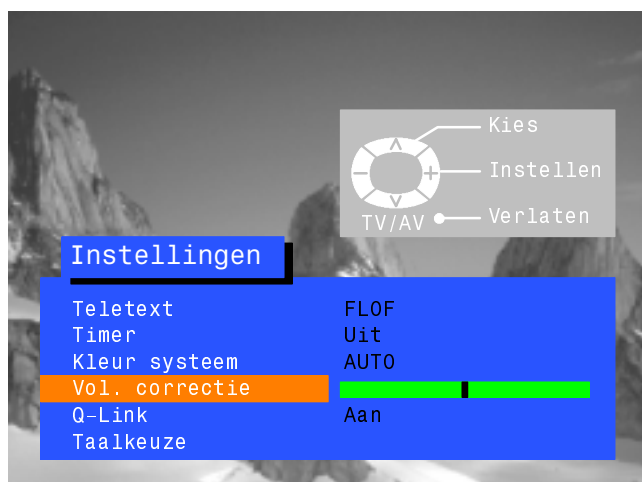 Kies
Instellen
TV/AV Verlaten
Instellingen
Teletext FLOF
Timer Uit
Kleur systeem AUTO
Vol. correctie
Q-Link Aan
Taalkeuze